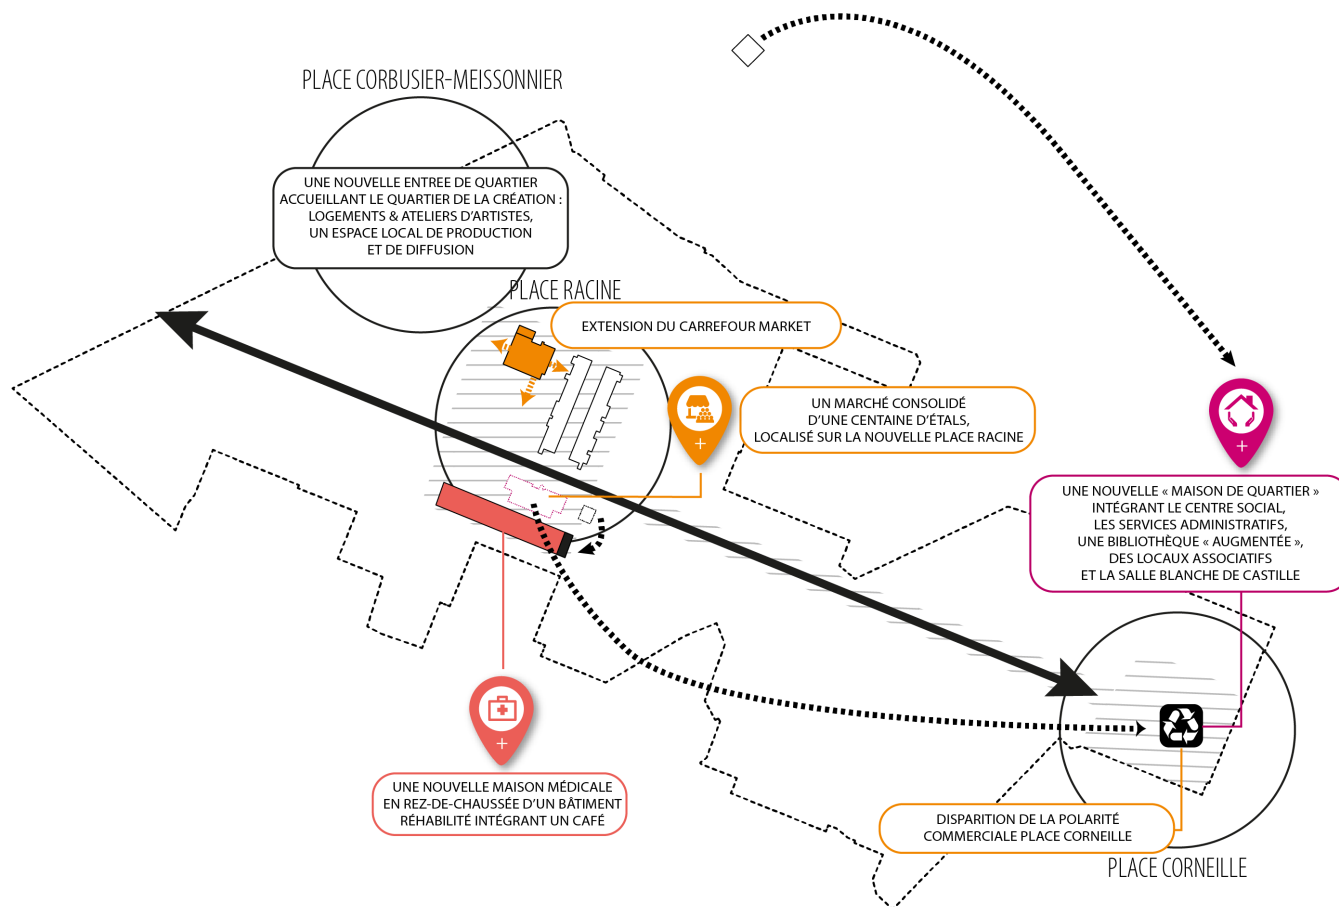 PLACE CORBUSIER-MEISSONNIER
UNE NOUVELLE ENTREE DE QUARTIER
ACCUEILLANT LE QUARTIER DE LA CRÉATION :
LOGEMENTS & ATELIERS D'ARTISTES,
UN ESPACE LOCAL DE PRODUCTION
ET DE DIFFUSION
PLACE RACINE
EXTENSION DU CARREFOUR MARKET
UN MARCHÉ CONSOLIDÉ
D'UNE CENTAINE D'ÉTALS,
LOCALISÉ SUR LA NOUVELLE PLACE RACINE
+
+
UNE NOUVELLE « MAISON DE QUARTIER »
INTÉGRANT LE CENTRE SOCIAL,
LES SERVICES ADMINISTRATIFS,
UNE BIBLIOTHÈQUE « AUGMENTÉE »,
DES LOCAUX ASSOCIATIFS
ET LA SALLE BLANCHE DE CASTILLE
+
UNE NOUVELLE MAISON MÉDICALE
EN REZ-DE-CHAUSSÉE D'UN BÂTIMENT
RÉHABILITÉ INTÉGRANT UN CAFÉ
DISPARITION DE LA POLARITÉ
COMMERCIALE PLACE CORNEILLE
PLACE CORNEILLE